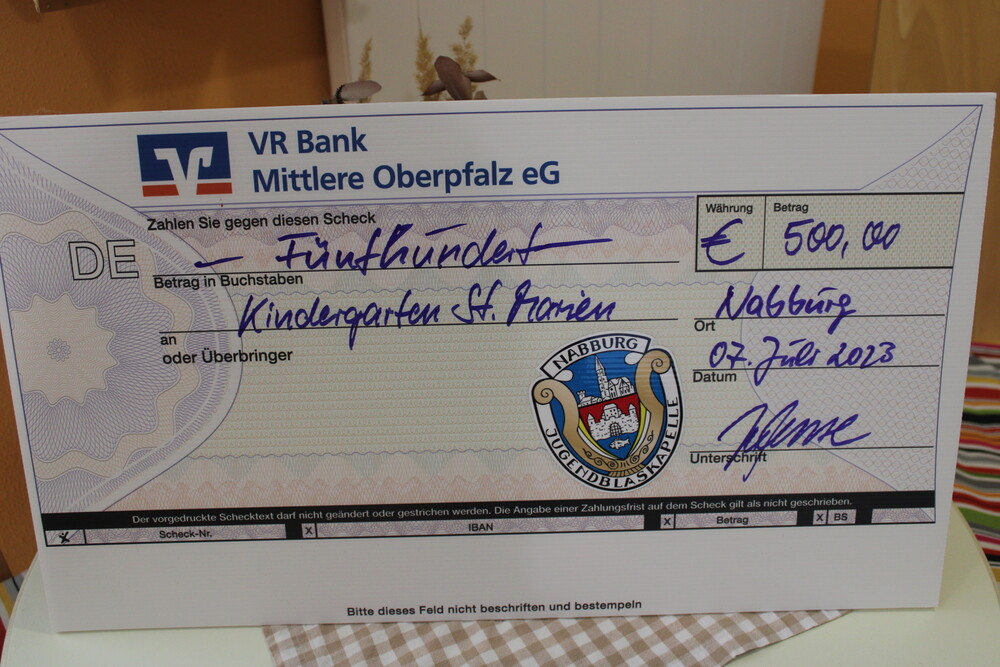 VR Bank
Mittlere Oberpfalz eG
Zahlen Sie gegen diesen Scheck
Währung
Betrag
DE
— Fünfhundert —
€
500,00
Betrag in Buchstaben
Kindergarten St. Marien
Nabburg
an
Ort
oder Überbringer
07. Juli 2023
Datum
NABBURG
JUGENDBLASKAPELLE
Unterschrift
Der vorgedruckte Schecktext darf nicht geändert oder gestrichen werden. Die Angabe einer Zahlungsfrist auf dem Scheck gilt als nicht geschrieben.
X Scheck-Nr. X IBAN X Betrag X BS
Bitte dieses Feld nicht beschriften und bestempeln